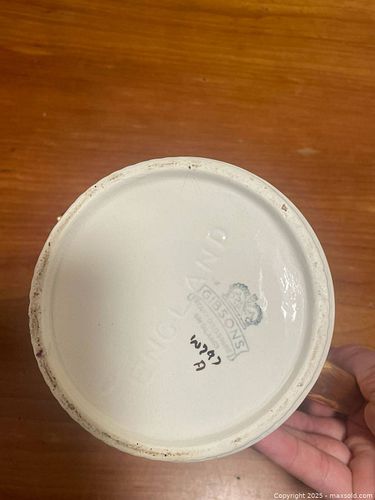 ENGLAND
GIBSONS
W797
A
Copyright 2025 - maxsold.com